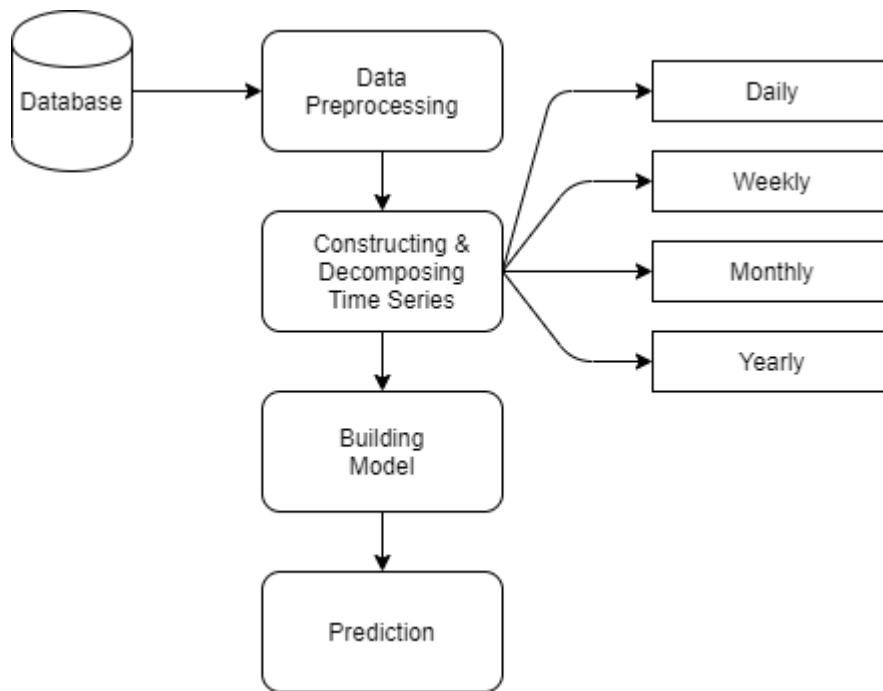 Database
Data
Preprocessing
Daily
Weekly
Constructing &
Decomposing
Time Series
Monthly
Yearly
Building
Model
Prediction